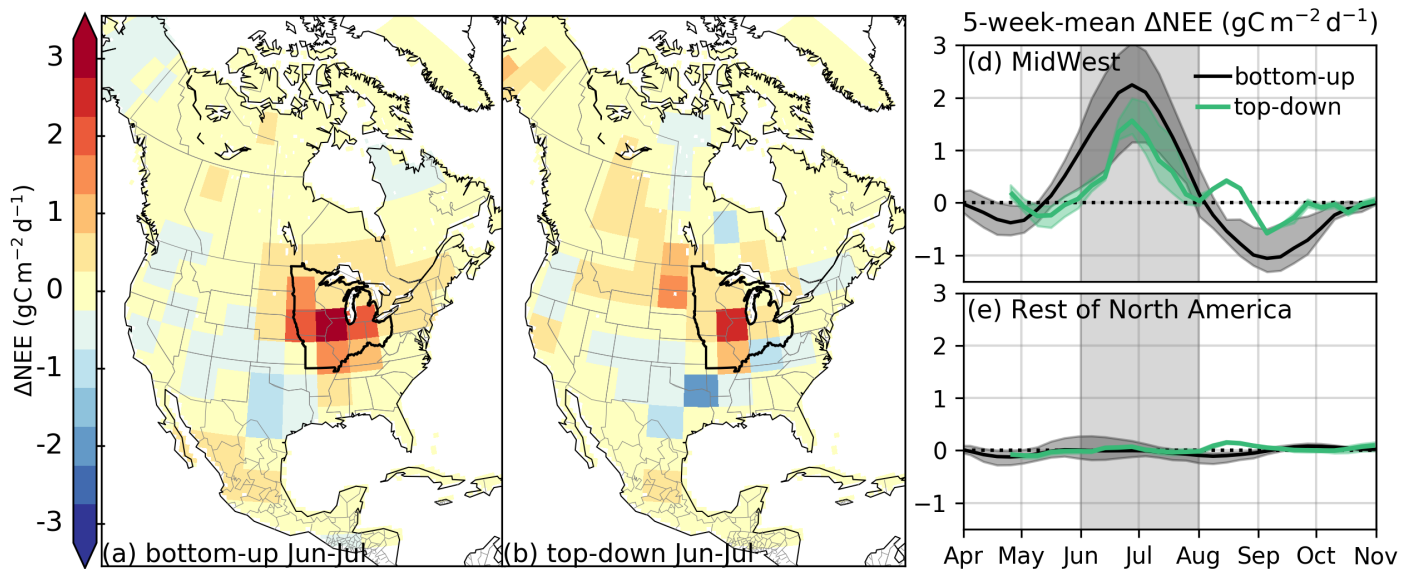 ΔNEE (gC m⁻² d⁻¹)
3
2
1
0
-1
-2
-3
(a) bottom-up Jun-Jul
(b) top-down Jun-Jul
5-week-mean ΔNEE (gC m⁻² d⁻¹)
(d) MidWest
bottom-up
top-down
3
2
1
0
−1
(e) Rest of North America
3
2
1
0
−1
Apr May Jun Jul Aug Sep Oct Nov